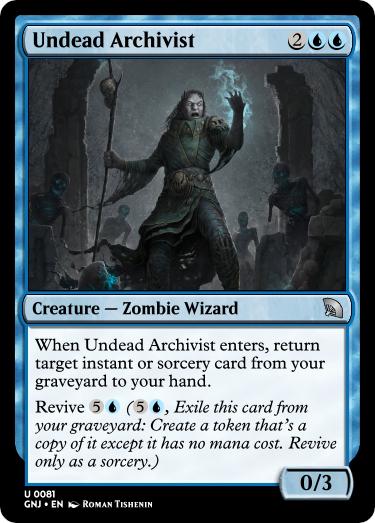 Undead Archivist 2
Creature — Zombie Wizard
When Undead Archivist enters, return
target instant or sorcery card from your
graveyard to your hand.
Revive 5 (5, Exile this card from
your graveyard: Create a token that's a
copy of it except it has no mana cost. Revive
only as a sorcery.)
0/3
U 0081
GNJ • EN Roman Tishenin